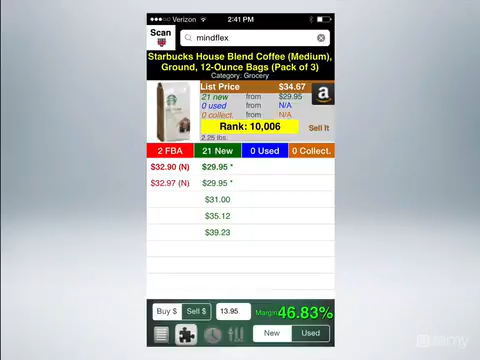 Verizon 2:41 PM
Scan mindflex
Starbucks House Blend Coffee (Medium),
Ground, 12-Ounce Bags (Pack of 3)
Category: Grocery
List Price $34.67
21 new from $29.95
0 used from N/A
0 collect. from N/A
Rank: 10,006 Sell It
2.25 lbs.
2 FBA 21 New 0 Used 0 Collect.
$32.90 (N) $29.95 *
$32.97 (N) $29.95 *
$31.00
$35.12
$39.23
Buy $ Sell $ 13.95 Margin 46.83%
New Used